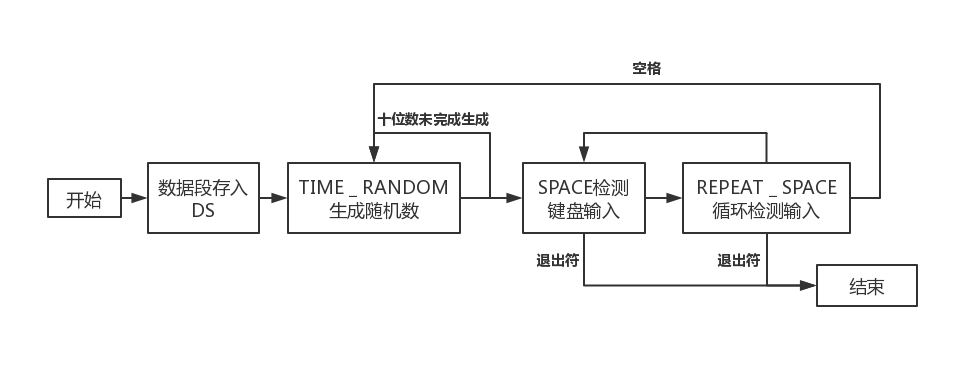 空格
十位数未完成生成
开始
数据段存入
DS
TIME _ RANDOM
生成随机数
SPACE检测
键盘输入
REPEAT _ SPACE
循环检测输入
退出符
退出符
结束